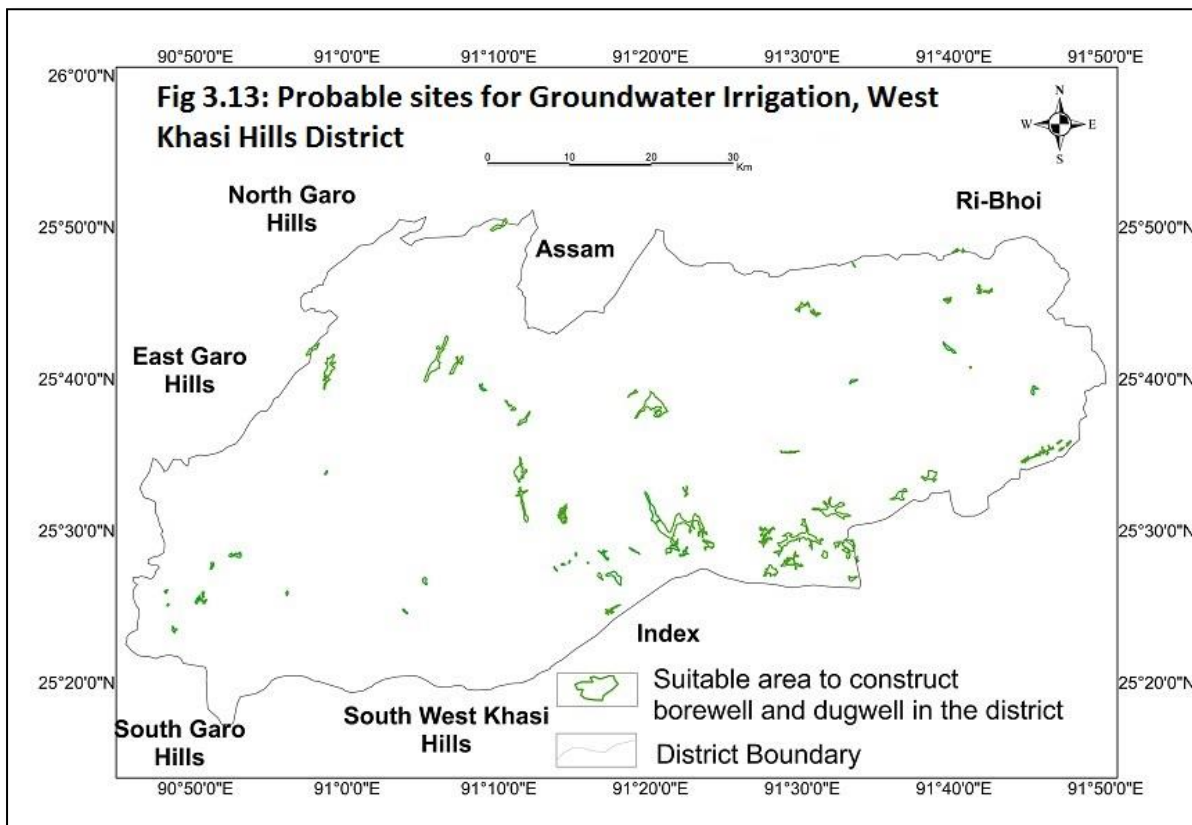 90°50'0"E 91°00'0"E 91°10'0"E 91°20'0"E 91°30'0"E 91°40'0"E 91°50'0"E
26°0'0"N
Fig 3.13: Probable sites for Groundwater Irrigation, West
Khasi Hills District
N
W E
S
0 10 20 30
Km
North Garo
Hills
Ri-Bhoi
25°50'0"N 25°50'0"N
Assam
East Garo
Hills
25°40'0"N 25°40'0"N
25°30'0"N 25°30'0"N
Index
25°20'0"N 25°20'0"N
Suitable area to construct
borewell and dugwell in the district
South West Khasi
Hills
South Garo
Hills
District Boundary
90°50'0"E 91°00'0"E 91°10'0"E 91°20'0"E 91°30'0"E 91°40'0"E 91°50'0"E